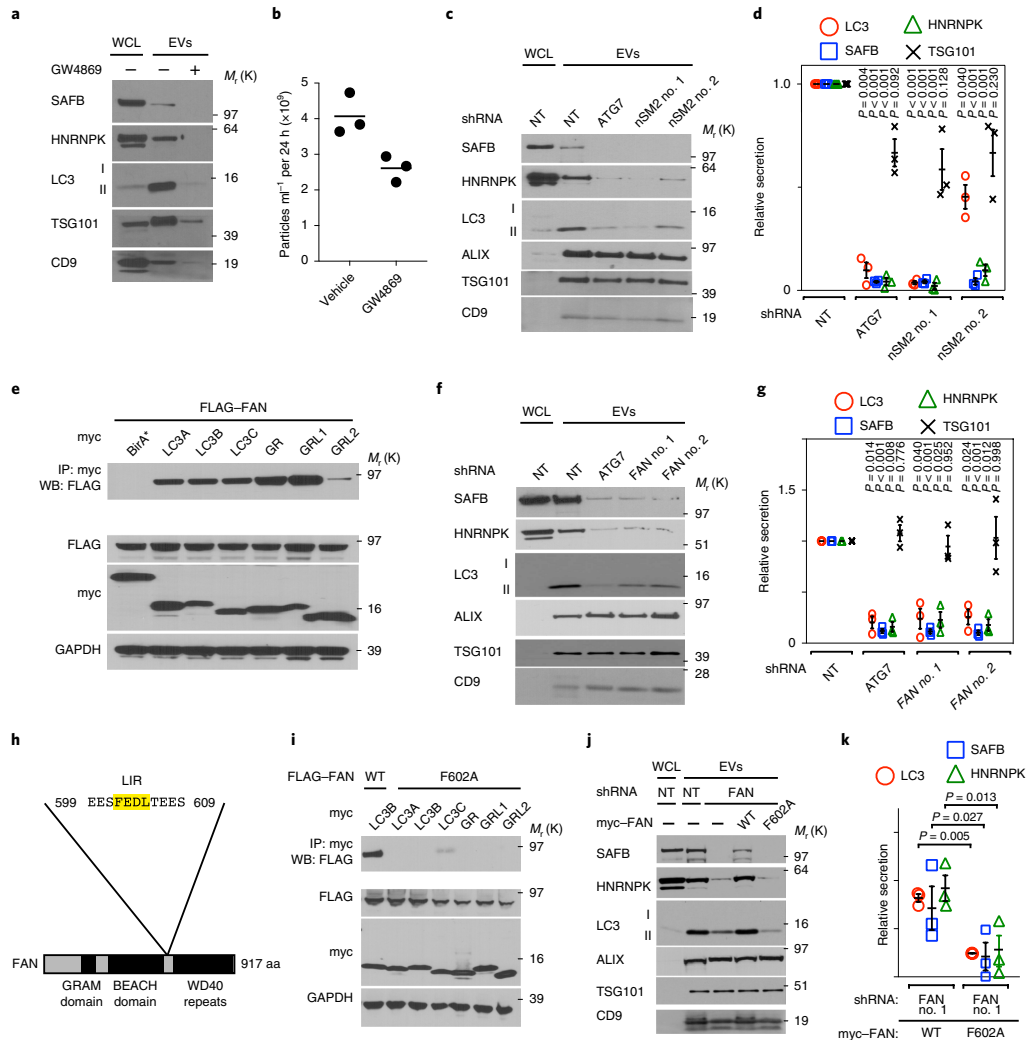 a
WCL EVs
GW4869 – – +
Mr (K)
SAFB
97
HNRNPK
64
LC3 I
II
TSG101
39
CD9
19
b
Particles ml⁻¹ per 24 h (×10⁹)
5
4
3
2
1
0
Vehicle
GW4869
c
WCL EVs
shRNA NT NT ATG7 nSM2 no. 1 nSM2 no. 2
Mr (K)
SAFB
97
64
HNRNPK
LC3 I
II
16
ALIX
97
TSG101
39
CD9
19
d
LC3 HNRNPK
SAFB TSG101
P = 0.004
P < 0.001
P < 0.001
P = 0.092
P < 0.001
P < 0.001
P < 0.001
P = 0.128
P = 0.040
P < 0.001
P < 0.001
P = 0.230
Relative secretion
1.0
0
shRNA
NT
ATG7
nSM2 no. 1
nSM2 no. 2
e
FLAG–FAN
myc BirA* LC3A LC3B LC3C GR GRL1 GRL2
Mr (K)
IP: myc
WB: FLAG
97
FLAG
97
myc
16
GAPDH
39
f
WCL EVs
shRNA NT NT ATG7 FAN no. 1 FAN no. 2
Mr (K)
SAFB
97
HNRNPK
51
LC3 I
II
16
ALIX
97
TSG101
39
CD9
28
g
LC3 HNRNPK
SAFB TSG101
P = 0.014
P < 0.001
P = 0.008
P = 0.776
P = 0.040
P < 0.001
P = 0.025
P = 0.952
P = 0.024
P < 0.001
P = 0.012
P = 0.998
Relative secretion
1.5
0
shRNA
NT
ATG7
FAN no. 1
FAN no. 2
h
LIR
599 EESFEDLTEES 609
FAN 917 aa
GRAM domain
BEACH domain
WD40 repeats
i
FLAG–FAN WT F602A
myc LC3B LC3A LC3B LC3C GR GRL1 GRL2
Mr (K)
IP: myc
WB: FLAG
97
FLAG
97
myc
16
GAPDH
39
j
WCL EVs
shRNA NT NT FAN
myc–FAN – – – WT F602A
Mr (K)
SAFB
97
HNRNPK
64
LC3 I
II
16
ALIX
97
TSG101
51
CD9
19
k
SAFB
LC3 HNRNPK
P = 0.013
P = 0.027
P = 0.005
Relative secretion
shRNA: FAN no. 1 FAN no. 1
myc–FAN: WT F602A